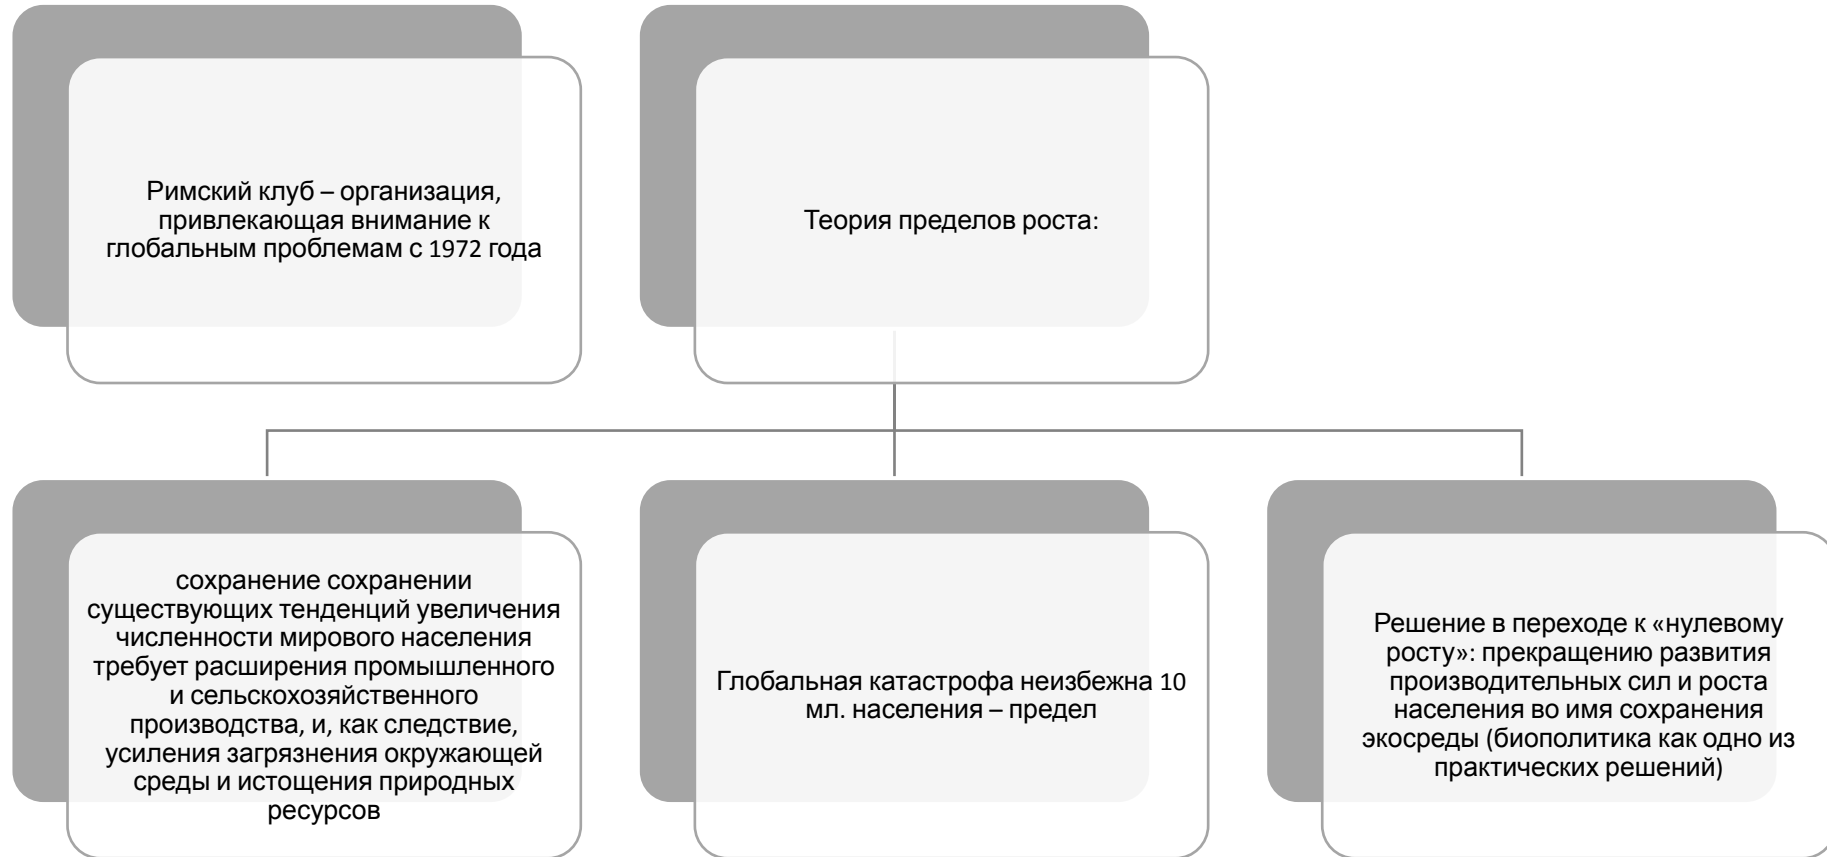 Римский клуб – организация,
привлекающая внимание к
глобальным проблемам с 1972 года
Теория пределов роста:
сохранение сохранении
существующих тенденций увеличения
численности мирового населения
требует расширения промышленного
и сельскохозяйственного
производства, и, как следствие,
усиления загрязнения окружающей
среды и истощения природных
ресурсов
Глобальная катастрофа неизбежна 10
мл. населения – предел
Решение в переходе к «нулевому
росту»: прекращению развития
производительных сил и роста
населения во имя сохранения
экосреды (биополитика как одно из
практических решений)